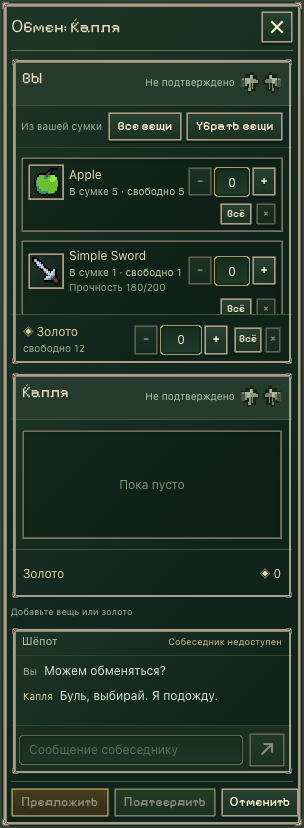 Обмен: Капля
Вы
Не подтверждено
Из вашей сумки
Все вещи
Убрать вещи
Apple
В сумке 5 · свободно 5
− 0 +
Всё ×
Simple Sword
В сумке 1 · свободно 1
Прочность 180/200
− 0 +
Всё ×
◈ Золото
свободно 12
− 0 + Всё ×
Капля
Не подтверждено
Пока пусто
Золото ◈ 0
Добавьте вещь или золото
Шёпот
Собеседник недоступен
Вы Можем обменяться?
Капля Буль, выбирай. Я подожду.
Сообщение собеседнику
Предложить
Подтвердить
Отменить